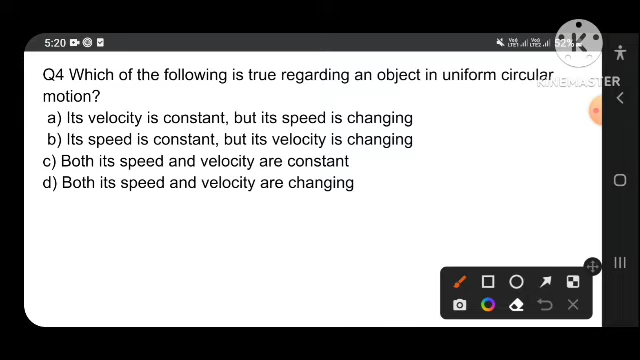 5:20 52%
Q4 Which of the following is true regarding an object in uniform circular
KINEMASTER
motion?
a) Its velocity is constant, but its speed is changing
b) Its speed is constant, but its velocity is changing
c) Both its speed and velocity are constant
d) Both its speed and velocity are changing